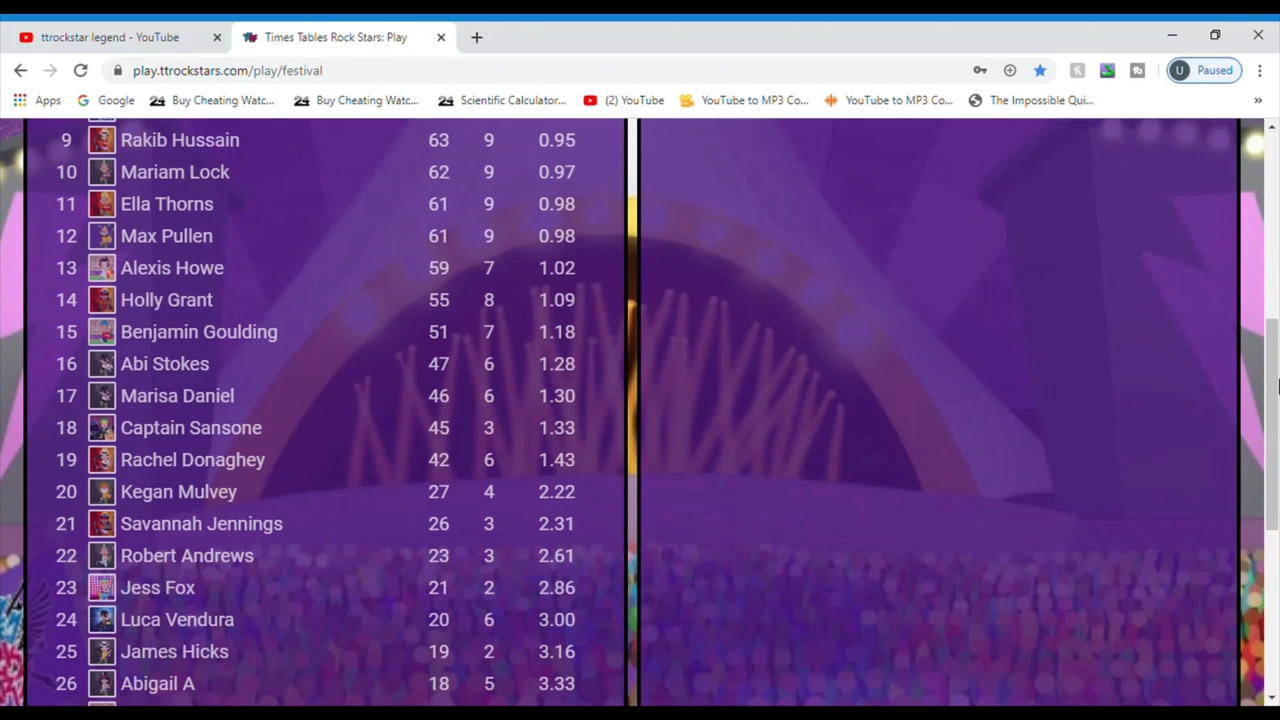 ttrockstar legend - YouTube
Times Tables Rock Stars: Play
play.ttrockstars.com/play/festival
U Paused
Apps Google 24 Buy Cheating Wat... 24 Buy Cheating Wat... 24 Scientific Calculator... (2) YouTube YouTube to MP3 Co... YouTube to MP3 Co... The Impossible Qui... »
9 Rakib Hussain 63 9 0.95
10 Mariam Lock 62 9 0.97
11 Ella Thorns 61 9 0.98
12 Max Pullen 61 9 0.98
13 Alexis Howe 59 7 1.02
14 Holly Grant 55 8 1.09
15 Benjamin Goulding 51 7 1.18
16 Abi Stokes 47 6 1.28
17 Marisa Daniel 46 6 1.30
18 Captain Sansone 45 3 1.33
19 Rachel Donaghey 42 6 1.43
20 Kegan Mulvey 27 4 2.22
21 Savannah Jennings 26 3 2.31
22 Robert Andrews 23 3 2.61
23 Jess Fox 21 2 2.86
24 Luca Vendura 20 6 3.00
25 James Hicks 19 2 3.16
26 Abigail A 18 5 3.33